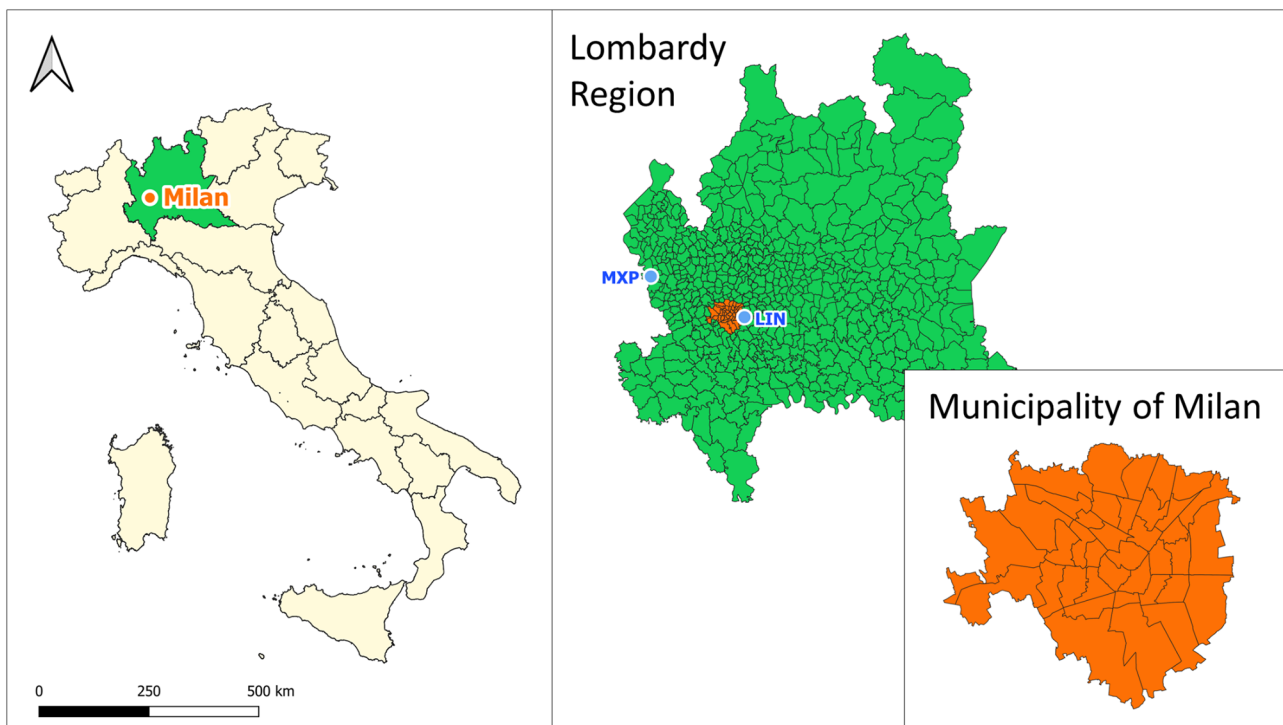 Milan
0 250 500 km
Lombardy
Region
MXP
LIN
Municipality of Milan